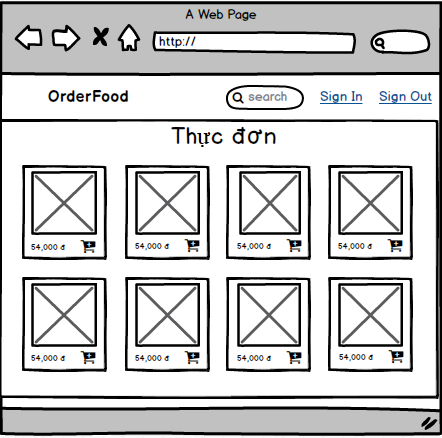 A Web Page
http://
OrderFood
search
Sign In
Sign Out
Thực đơn
54,000 đ
54,000 đ
54,000 đ
54,000 đ
54,000 đ
54,000 đ
54,000 đ
54,000 đ